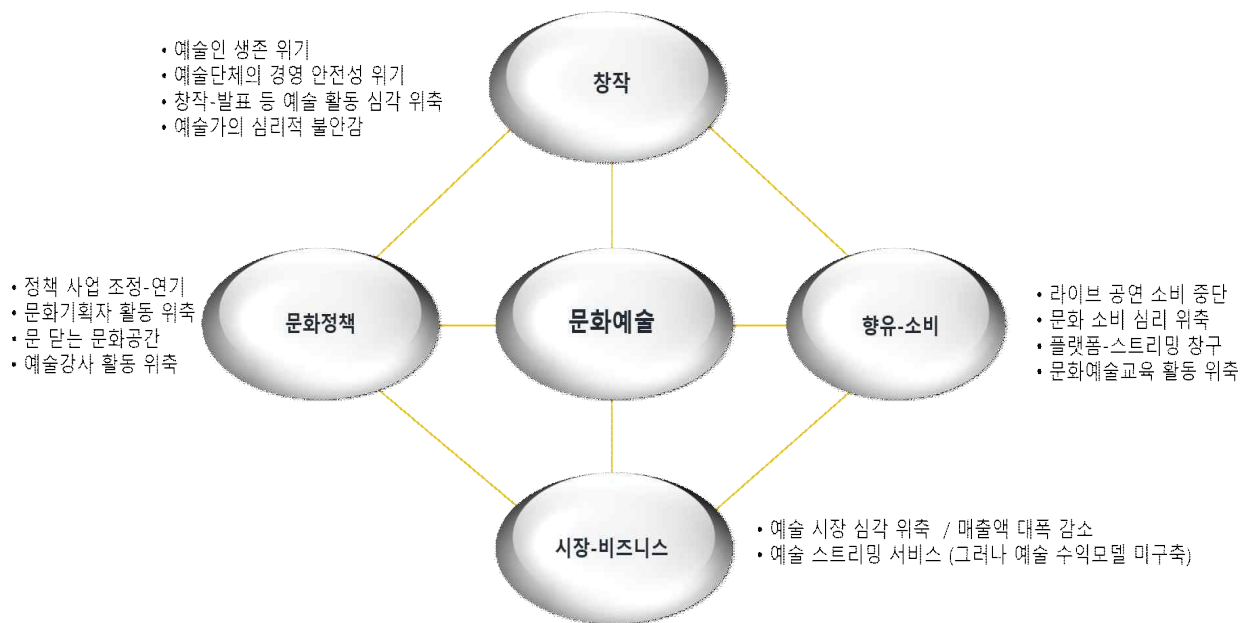 • 예술인 생존 위기
• 예술단체의 경영 안전성 위기
• 창작-발표 등 예술 활동 심각 위축
• 예술가의 심리적 불안감
창작
• 정책 사업 조정-연기
• 문화기획자 활동 위축
• 문 닫는 문화공간
• 예술강사 활동 위축
문화정책
문화예술
향유-소비
• 라이브 공연 소비 중단
• 문화 소비 심리 위축
• 플랫폼-스트리밍 창구
• 문화예술교육 활동 위축
시장-비즈니스
• 예술 시장 심각 위축 / 매출액 대폭 감소
• 예술 스트리밍 서비스 (그러나 예술 수익모델 미구축)